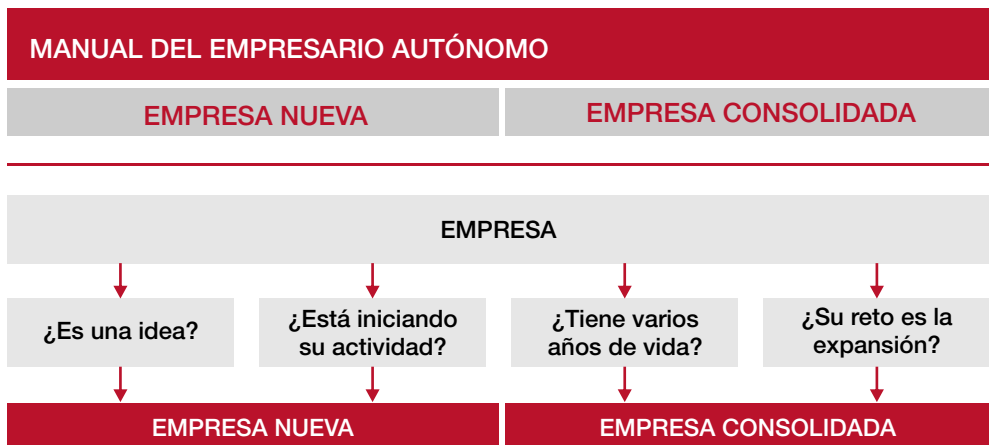 MANUAL DEL EMPRESARIO AUTÓNOMO
EMPRESA NUEVA
EMPRESA CONSOLIDADA
EMPRESA
¿Es una idea?
¿Está iniciando
su actividad?
¿Tiene varios
años de vida?
¿Su reto es la
expansión?
EMPRESA NUEVA
EMPRESA CONSOLIDADA